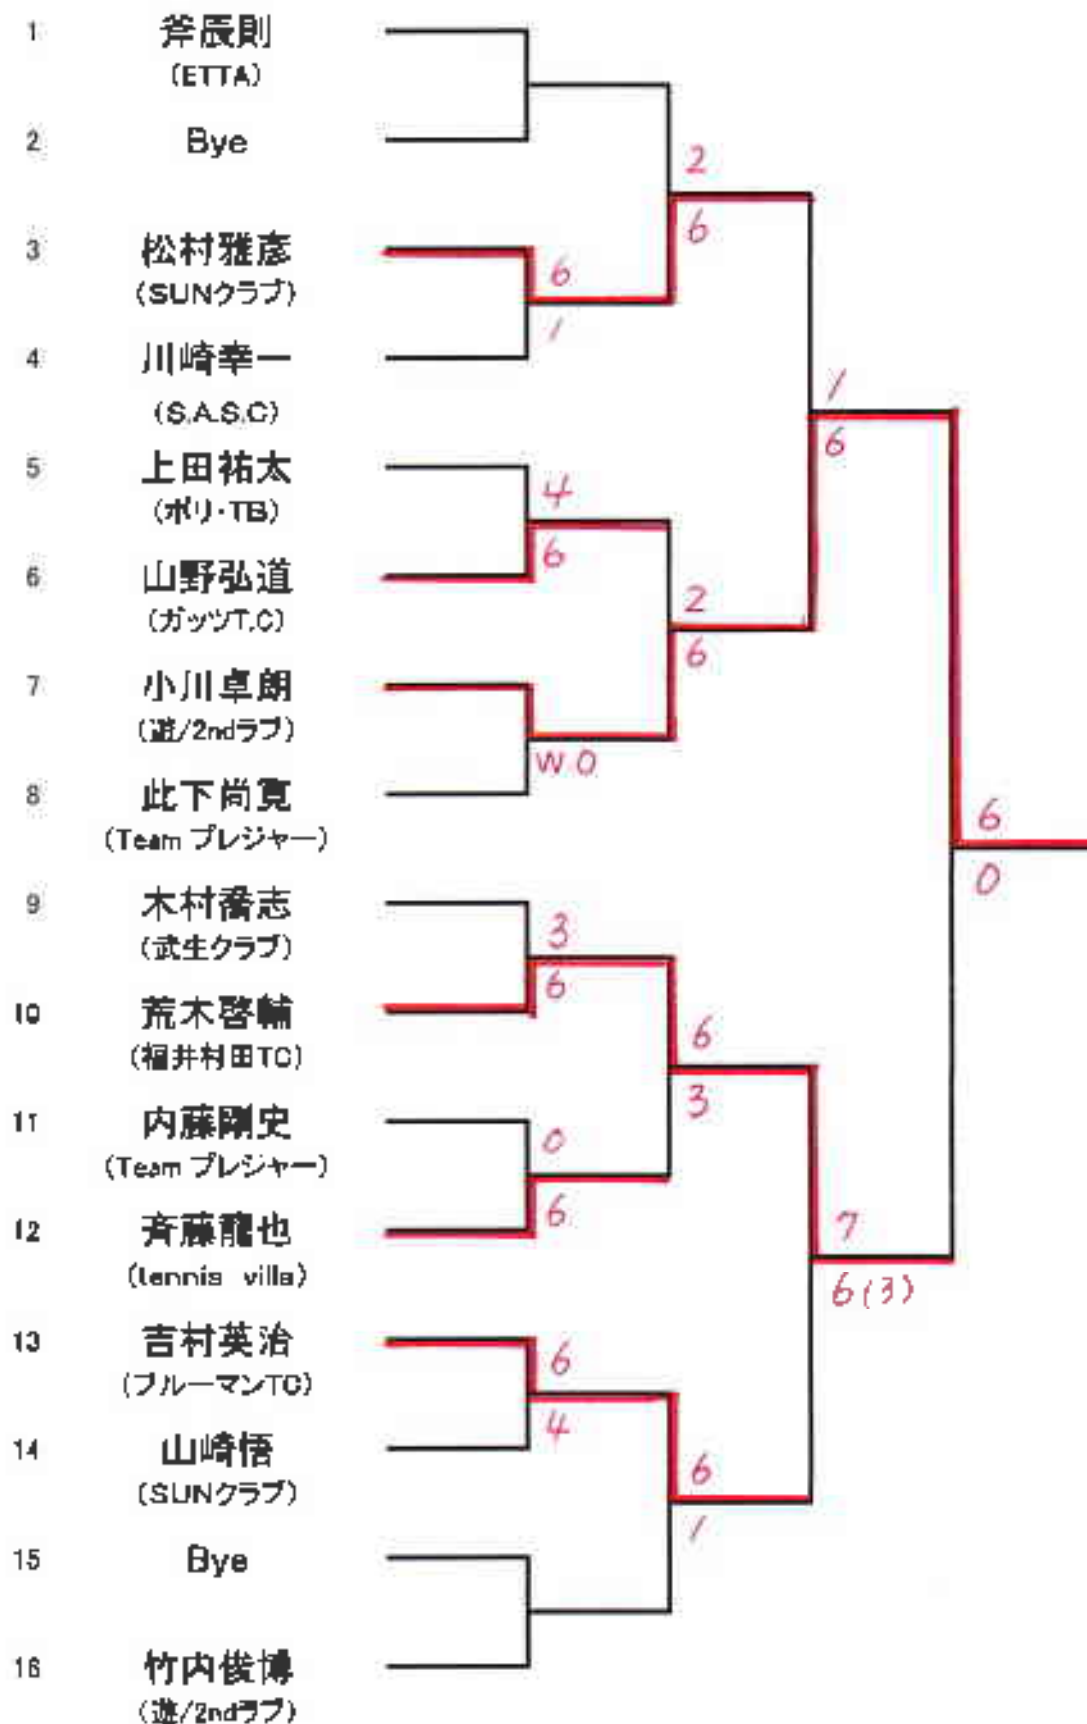 1 斧辰則
(ETTA)
2 Bye
2
6
3 松村雅彦
(SUNクラブ)
6
1
4 川崎幸一
(S.A.S.C)
1
6
5 上田祐太
(ポリ・TB)
4
6
6 山野弘道
(ガッツT.C)
2
6
7 小川卓朗
(遊/2ndラブ)
W.O
8 此下尚寛
(Team プレジャー)
6
0
9 木村喬志
(武生クラブ)
3
6
10 荒木啓輔
(福井村田TC)
6
3
11 内藤剛史
(Team プレジャー)
0
6
12 斉藤龍也
(tennis villa)
7
6(3)
13 吉村英治
(ブルーマンTC)
6
4
14 山崎悟
(SUNクラブ)
6
1
15 Bye
16 竹内俊博
(遊/2ndラブ)